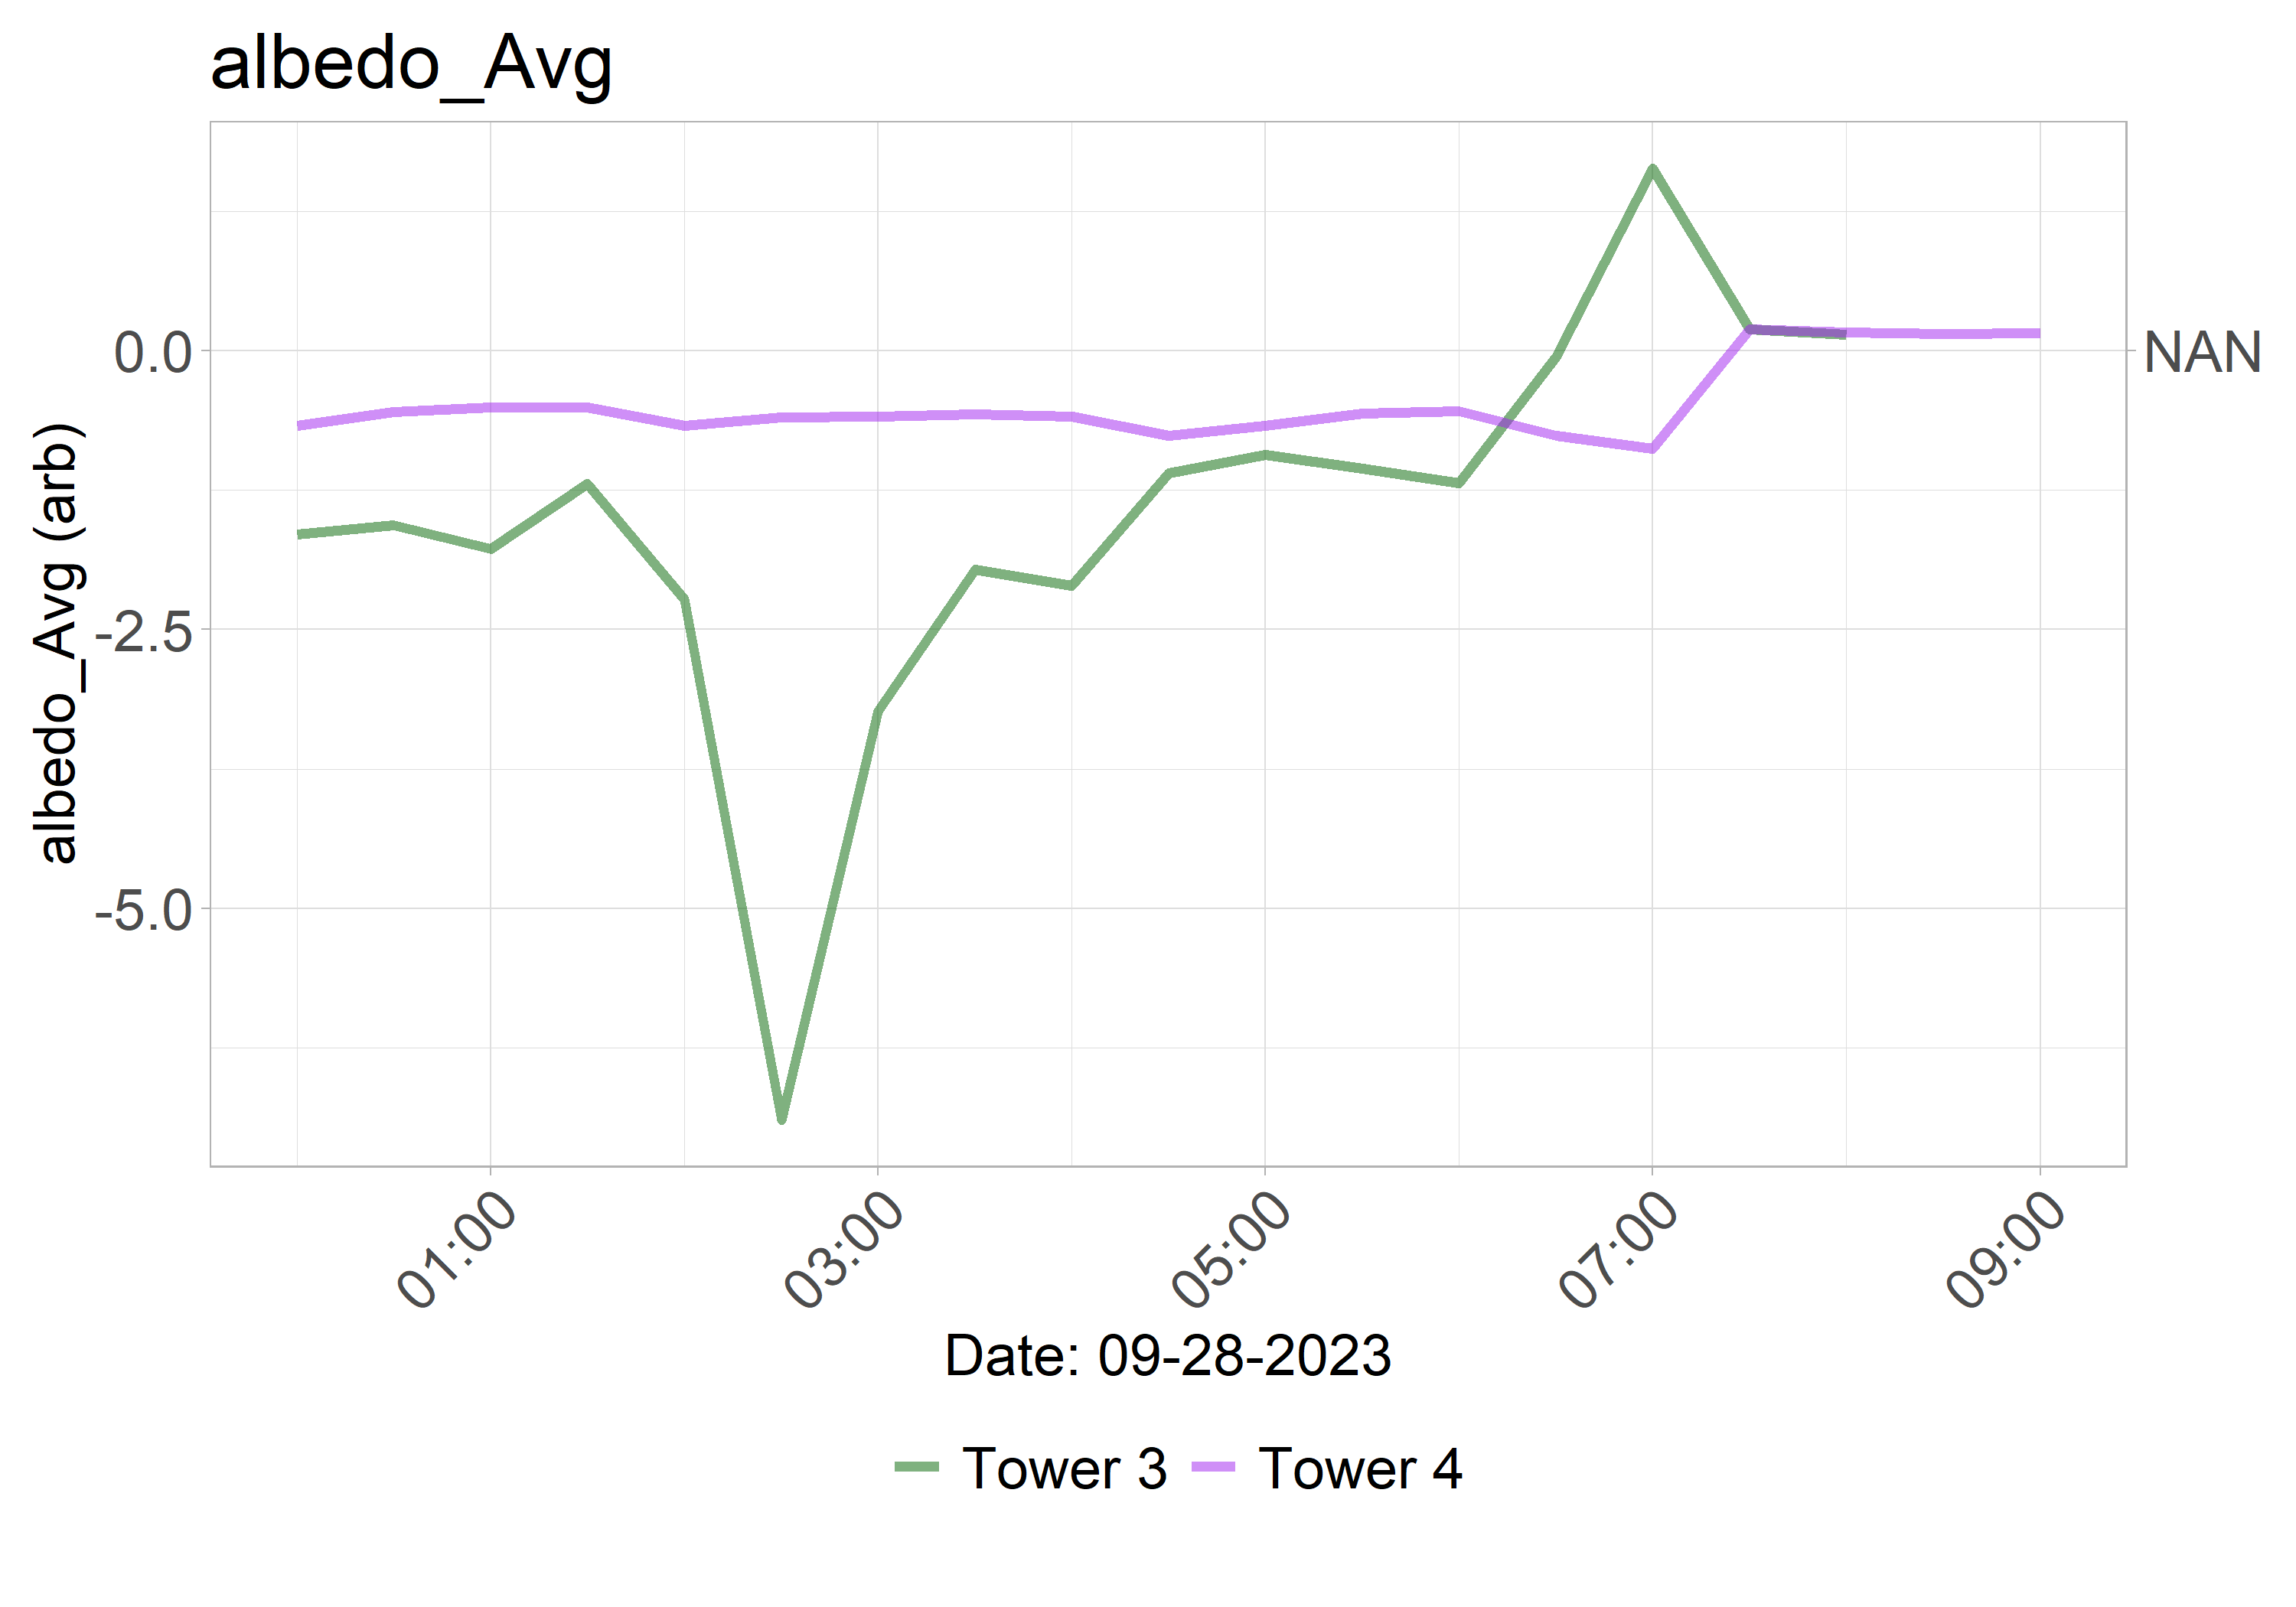 albedo_Avg
albedo_Avg (arb)
0.0
-2.5
-5.0
NAN
01:00
03:00
05:00
07:00
09:00
Date: 09-28-2023
Tower 3
Tower 4